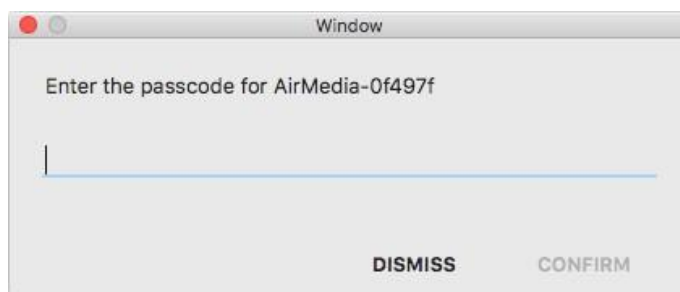 Window
Enter the passcode for AirMedia-0f497f
DISMISS CONFIRM